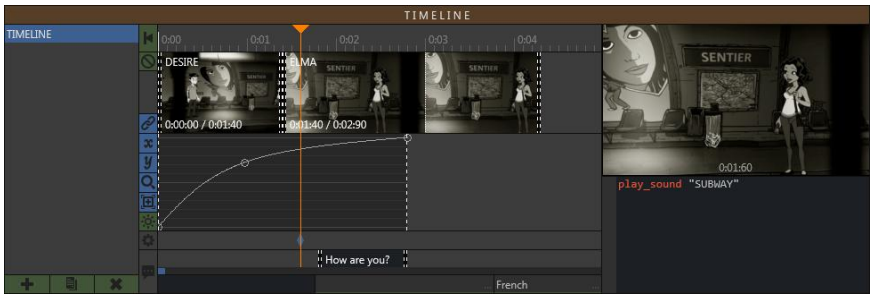 TIMELINE
TIMELINE
0:00 0:01 0:02 0:03 0:04
DESIRE
ELMA
SENTIER
SENTIER
SENTIER
0:00:00 / 0:01:40
0:01:40 / 0:02:90
SENTIER
0:01:60
x
y
play_sound "SUBWAY"
How are you?
... French ...